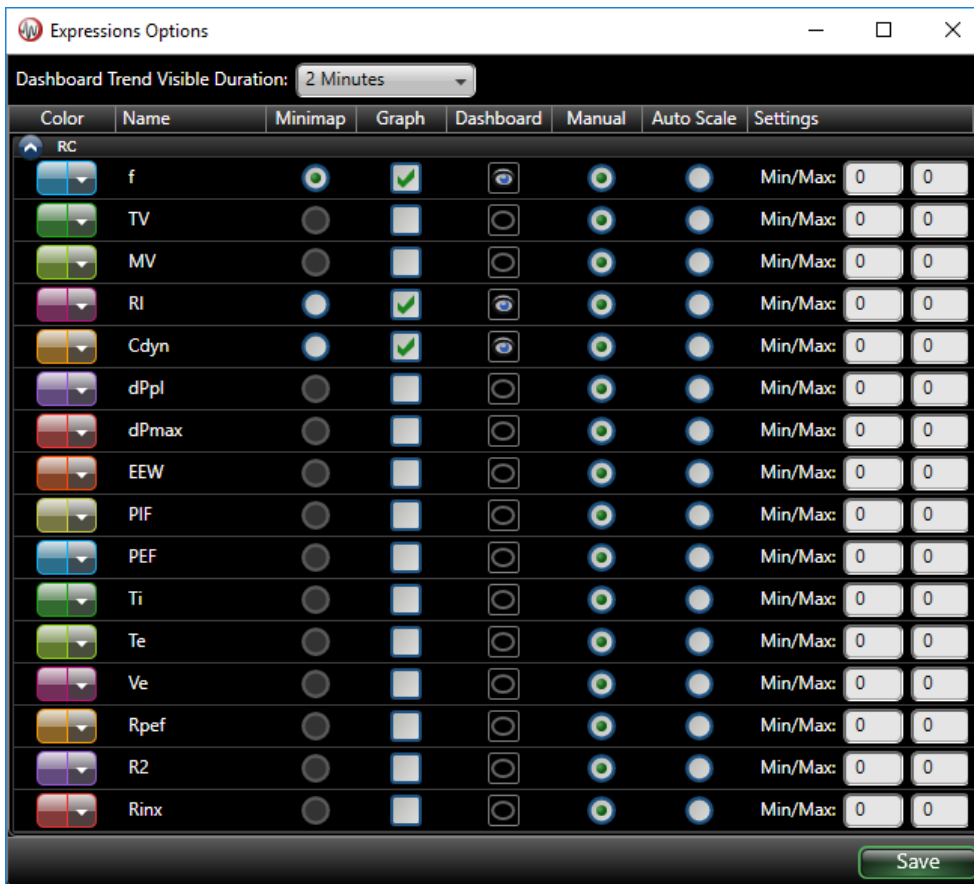 Expressions Options
Dashboard Trend Visible Duration: 2 Minutes
Color Name Minimap Graph Dashboard Manual Auto Scale Settings
RC
f Min/Max: 0 0
TV Min/Max: 0 0
MV Min/Max: 0 0
RI Min/Max: 0 0
Cdyn Min/Max: 0 0
dPpl Min/Max: 0 0
dPmax Min/Max: 0 0
EEW Min/Max: 0 0
PIF Min/Max: 0 0
PEF Min/Max: 0 0
Ti Min/Max: 0 0
Te Min/Max: 0 0
Ve Min/Max: 0 0
Rpef Min/Max: 0 0
R2 Min/Max: 0 0
Rinx Min/Max: 0 0
Save